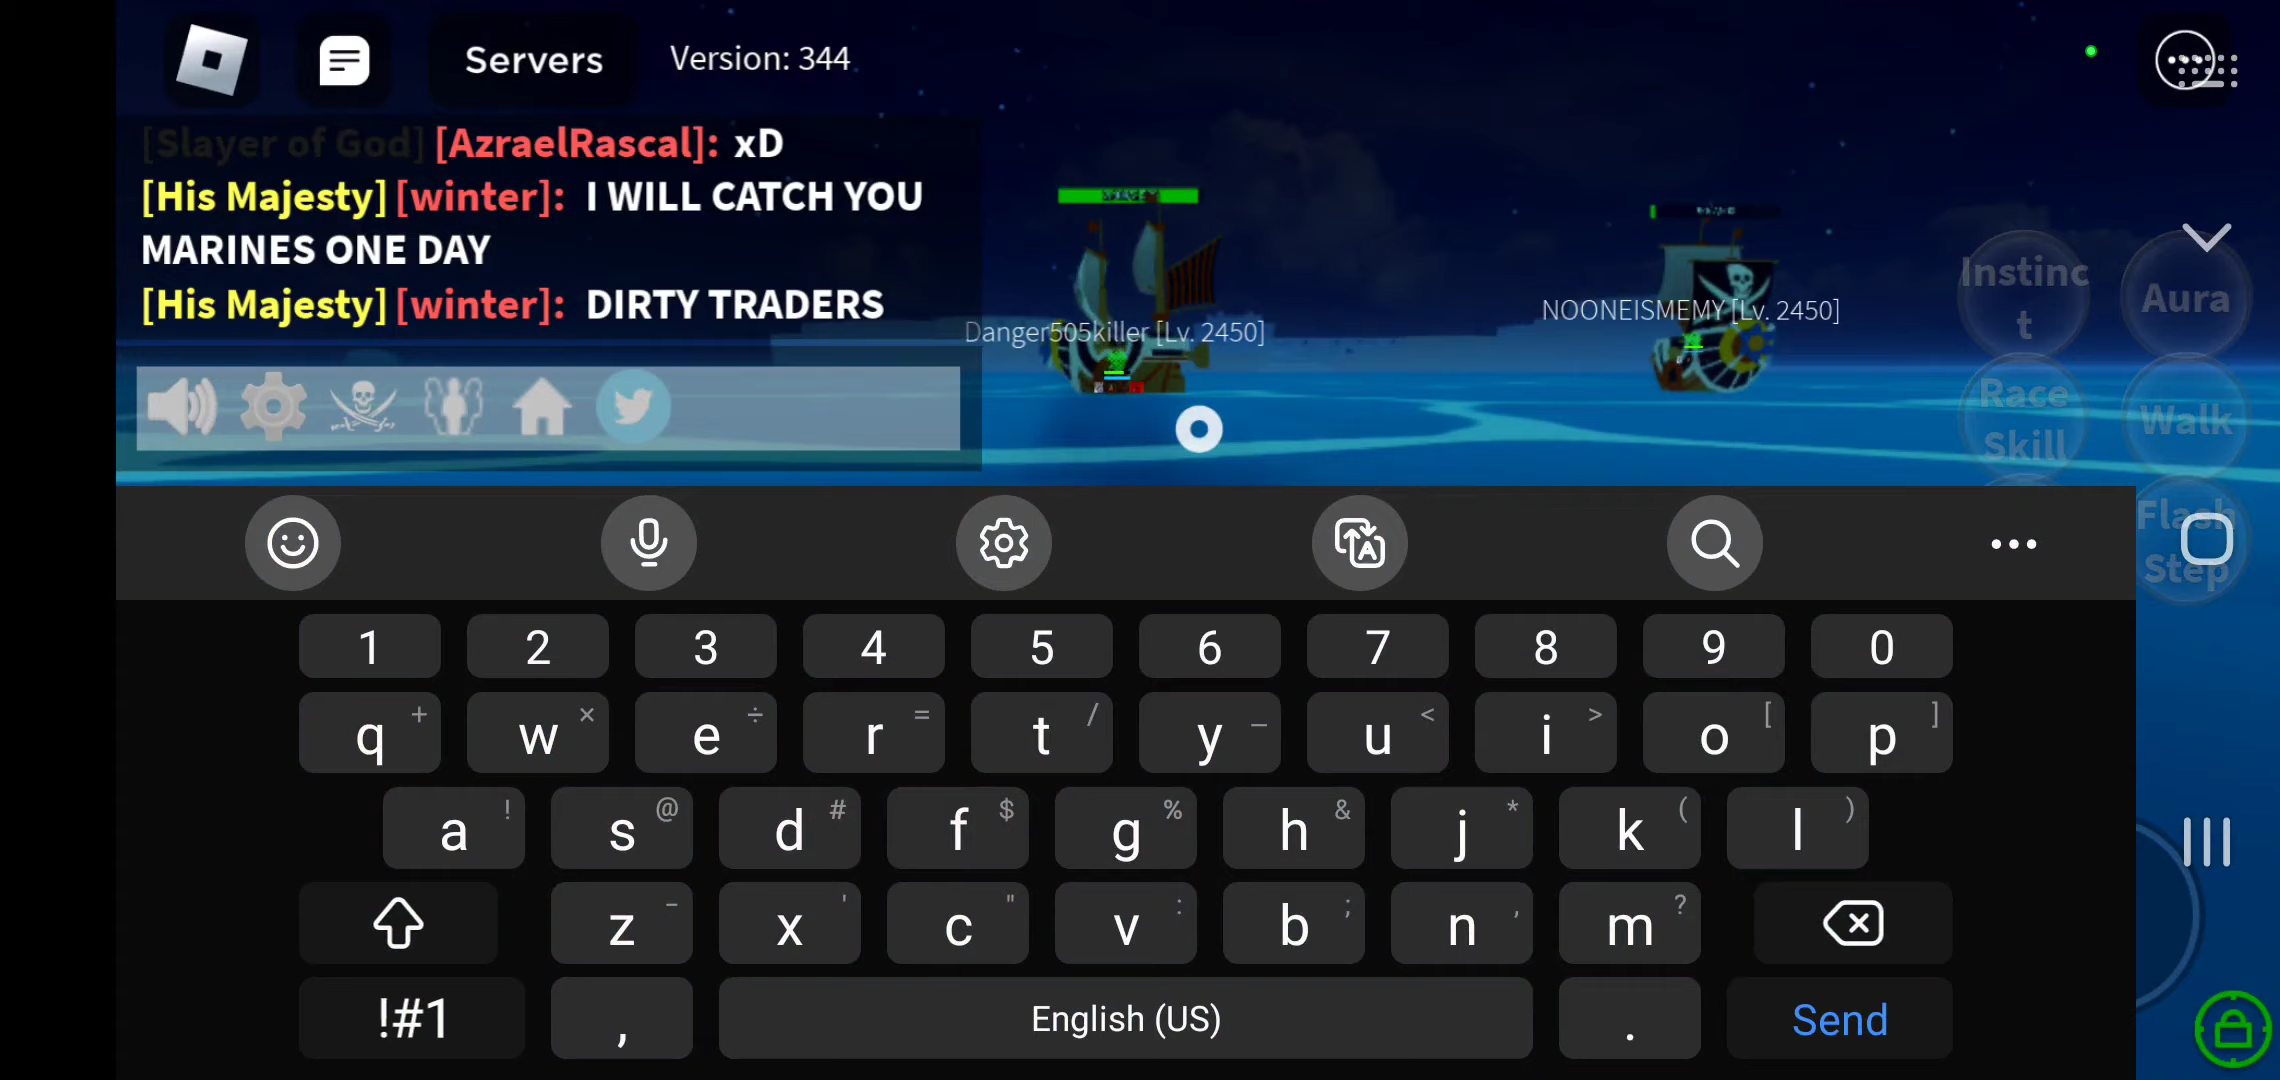 Servers
Version: 344
[Slayer of God] [AzraelRascal]: xD
[His Majesty] [winter]: I WILL CATCH YOU
MARINES ONE DAY
[His Majesty] [winter]: DIRTY TRADERS
Danger505killer [Lv. 2450]
NOONEISMEMY [Lv. 2450]
Instinc
t
Aura
Race
Skill
Walk
Flash
Step
1 2 3 4 5 6 7 8 9 0
q + w × e ÷ r = t / y _ u < i > o [ p ]
a ! s @ d # f $ g % h & j * k ( l )
z - x ' c " v : b ; n , m ?
!#1 , English (US) . Send